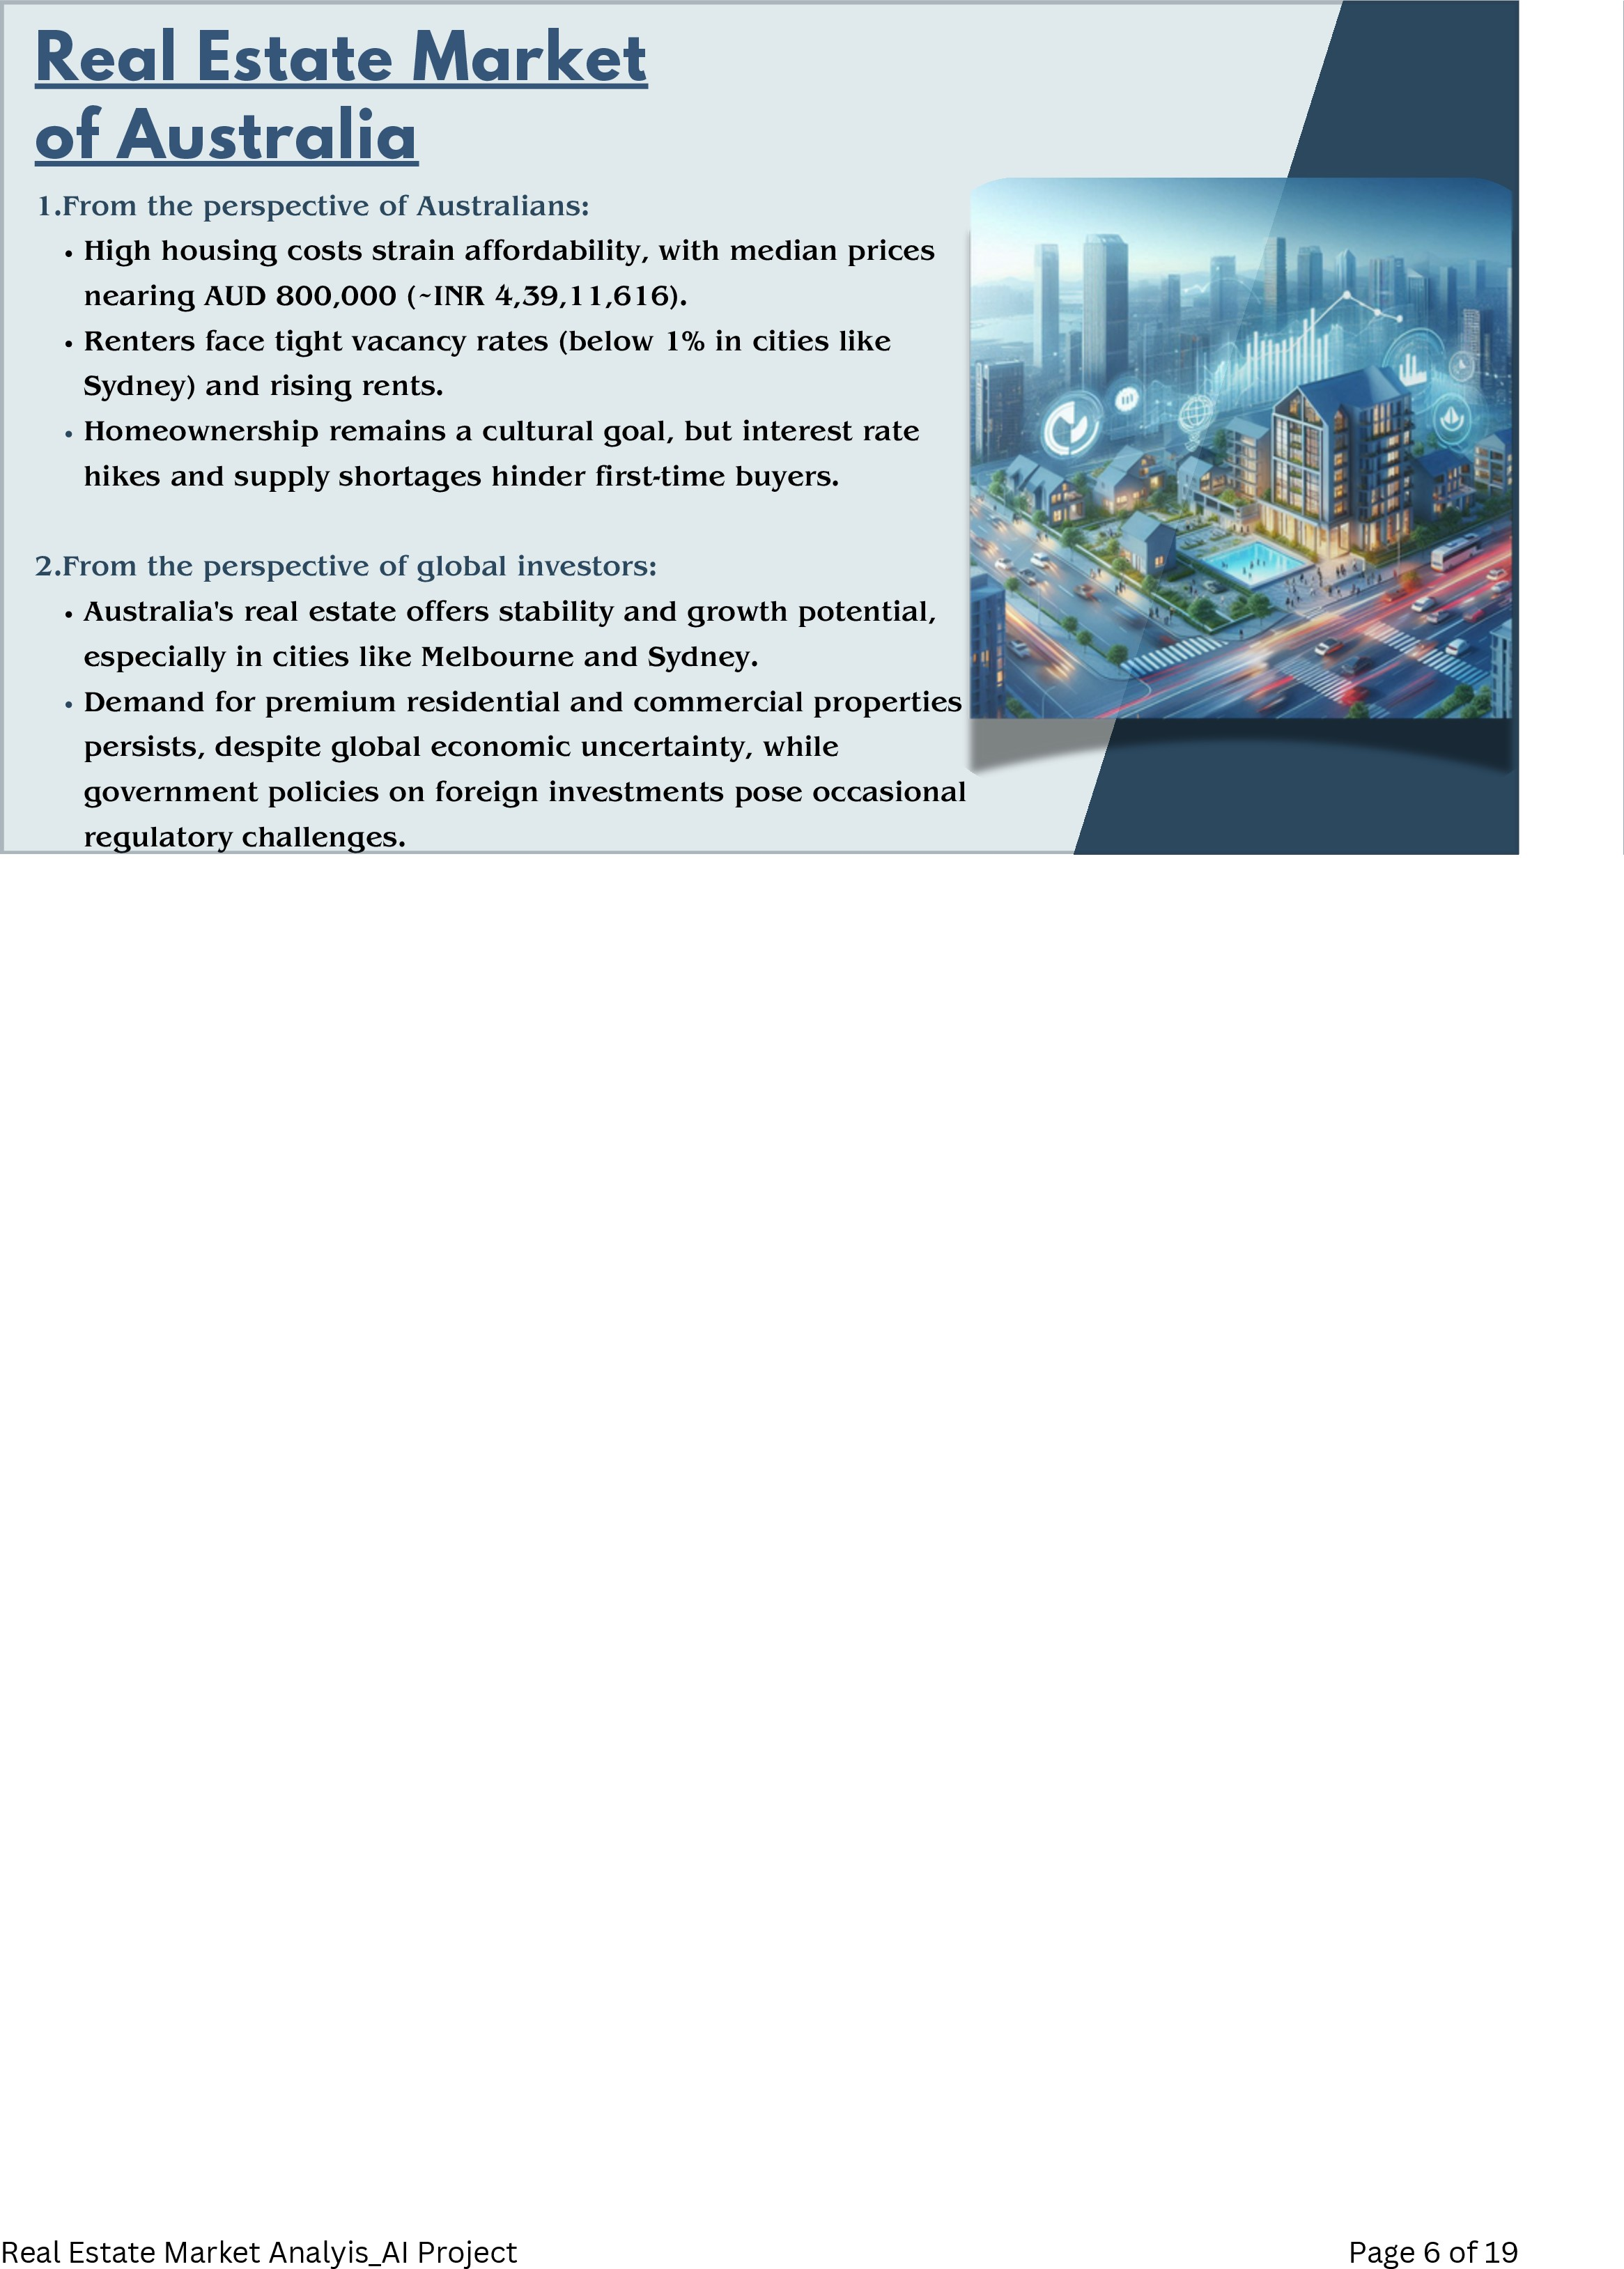 Real Estate Market
of Australia
1.From the perspective of Australians:
• High housing costs strain affordability, with median prices
nearing AUD 800,000 (~INR 4,39,11,616).
• Renters face tight vacancy rates (below 1% in cities like
Sydney) and rising rents.
• Homeownership remains a cultural goal, but interest rate
hikes and supply shortages hinder first-time buyers.
2.From the perspective of global investors:
• Australia's real estate offers stability and growth potential,
especially in cities like Melbourne and Sydney.
• Demand for premium residential and commercial properties
persists, despite global economic uncertainty, while
government policies on foreign investments pose occasional
regulatory challenges.
Real Estate Market Analyis_AI Project
Page 6 of 19